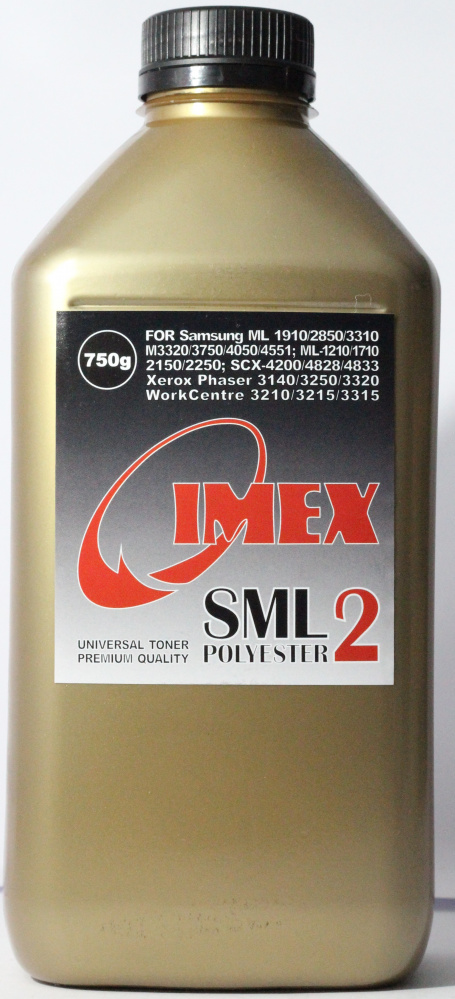 750g
FOR Samsung ML 1910/2850/3310
M3320/3750/4050/4551; ML-1210/1710
2150/2250; SCX-4200/4828/4833
Xerox Phaser 3140/3250/3320
WorkCentre 3210/3215/3315
IMEX
SML 2
POLYESTER
UNIVERSAL TONER
PREMIUM QUALITY